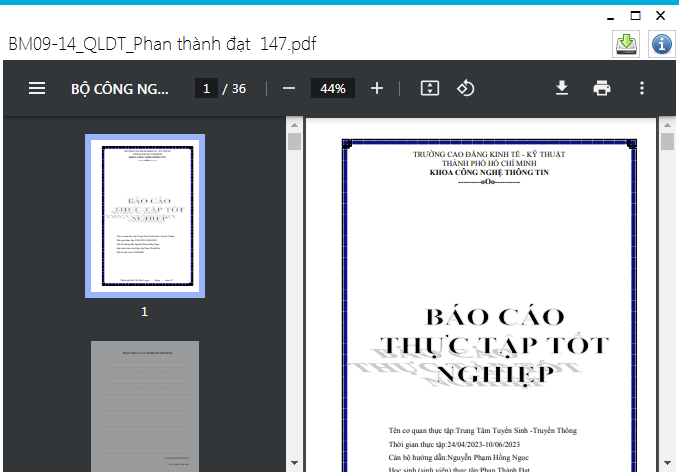 BM09-14_QLDT_Phan thành đạt 147.pdf
BỘ CÔNG NG...
1 / 36
44%
1
TRƯỜNG CAO ĐẲNG KINH TẾ - KỸ THUẬT
THÀNH PHỐ HỒ CHÍ MINH
KHOA CÔNG NGHỆ THÔNG TIN
----------oOo----------
BÁO CÁO
THỰC TẬP TỐT
NGHIỆP
Tên cơ quan thực tập:Trung Tâm Tuyển Sinh -Truyền Thông
Thời gian thực tập:24/04/2023-10/06/2023
Cán bộ hướng dẫn:Nguyễn Phạm Hồng Ngọc
Học sinh (sinh viên) thực tập:Phan Thành Đạt